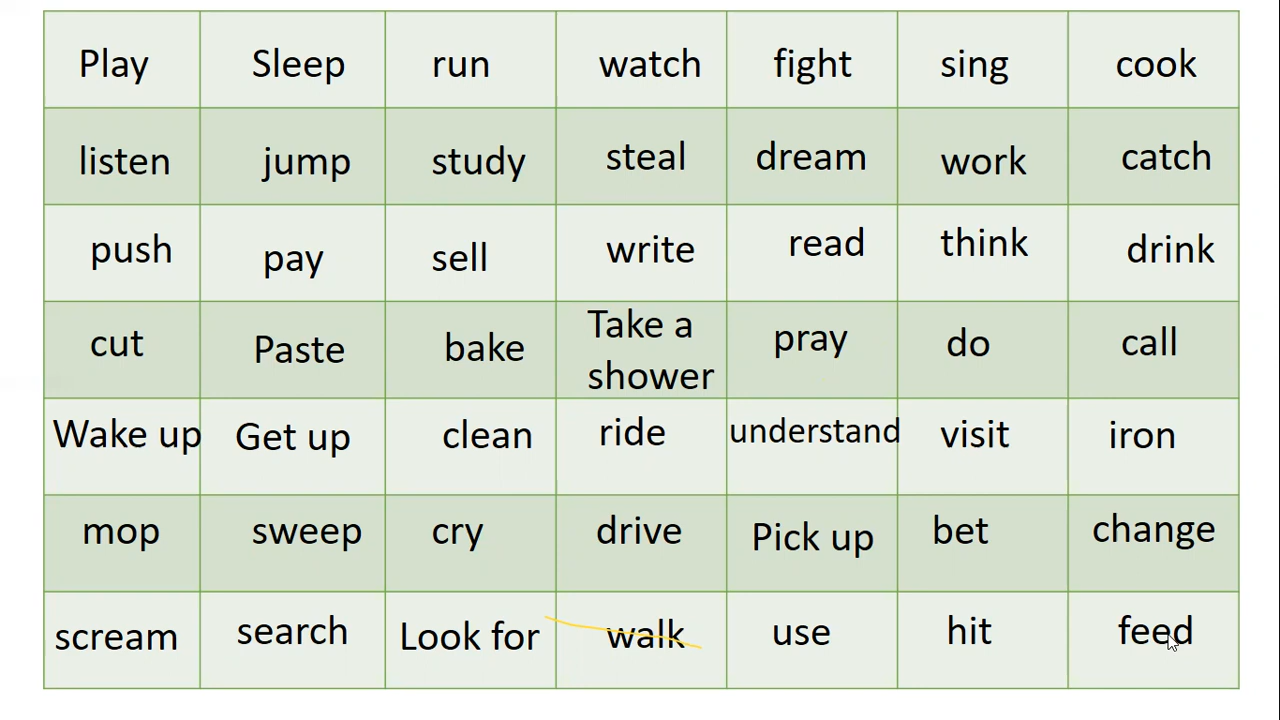 Play Sleep run watch fight sing cook
listen jump study steal dream work catch
push pay sell write read think drink
cut Paste bake Take a shower pray do call
Wake up Get up clean ride understand visit iron
mop sweep cry drive Pick up bet change
scream search Look for walk use hit feed